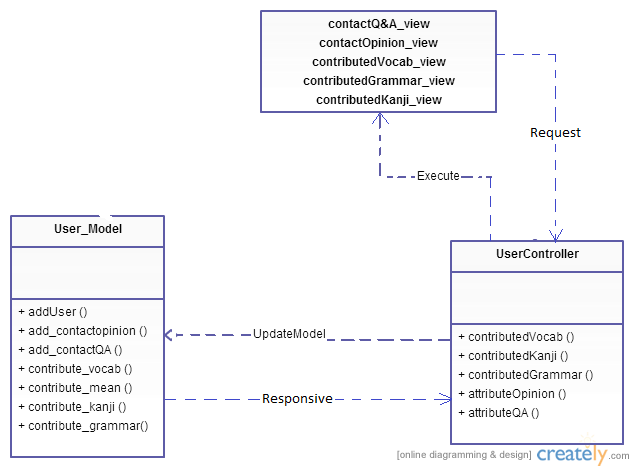 contactQ&A_view
contactOpinion_view
contributedVocab_view
contributedGrammar_view
contributedKanji_view
Request
Execute
User_Model
+ addUser ()
+ add_contactopinion ()
+ add_contactQA ()
+ contribute_vocab ()
+ contribute_mean ()
+ contribute_kanji ()
+ contribute_grammar()
UserController
+ contributedVocab ()
+ contributedKanji ()
+ contributedGrammar ()
+ attributeOpinion ()
+ attributeQA ()
UpdateModel
Responsive
[online diagramming & design] creately.com